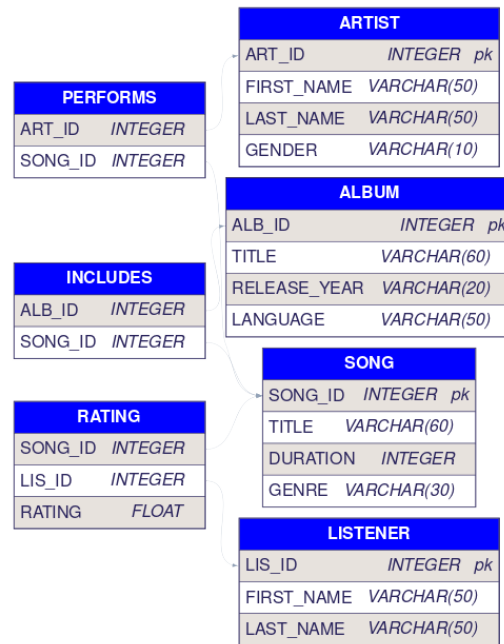 PERFORMS
ART_ID INTEGER
SONG_ID INTEGER
INCLUDES
ALB_ID INTEGER
SONG_ID INTEGER
RATING
SONG_ID INTEGER
LIS_ID INTEGER
RATING FLOAT
ARTIST
ART_ID INTEGER pk
FIRST_NAME VARCHAR(50)
LAST_NAME VARCHAR(50)
GENDER VARCHAR(10)
ALBUM
ALB_ID INTEGER pk
TITLE VARCHAR(60)
RELEASE_YEAR VARCHAR(20)
LANGUAGE VARCHAR(50)
SONG
SONG_ID INTEGER pk
TITLE VARCHAR(60)
DURATION INTEGER
GENRE VARCHAR(30)
LISTENER
LIS_ID INTEGER pk
FIRST_NAME VARCHAR(50)
LAST_NAME VARCHAR(50)